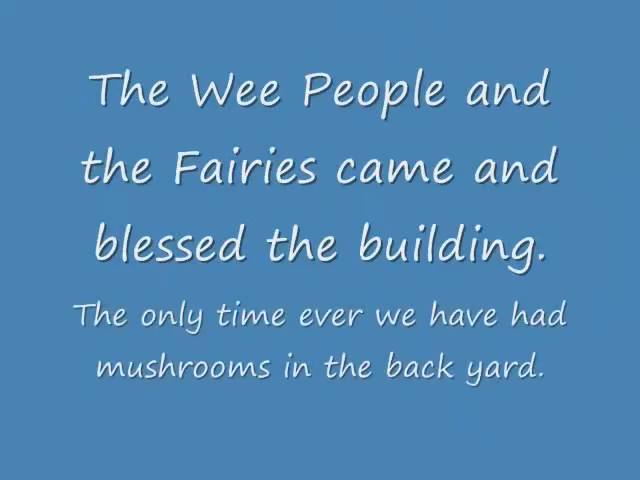 The Wee People and
the Fairies came and
blessed the building.
The only time ever we have had
mushrooms in the back yard.